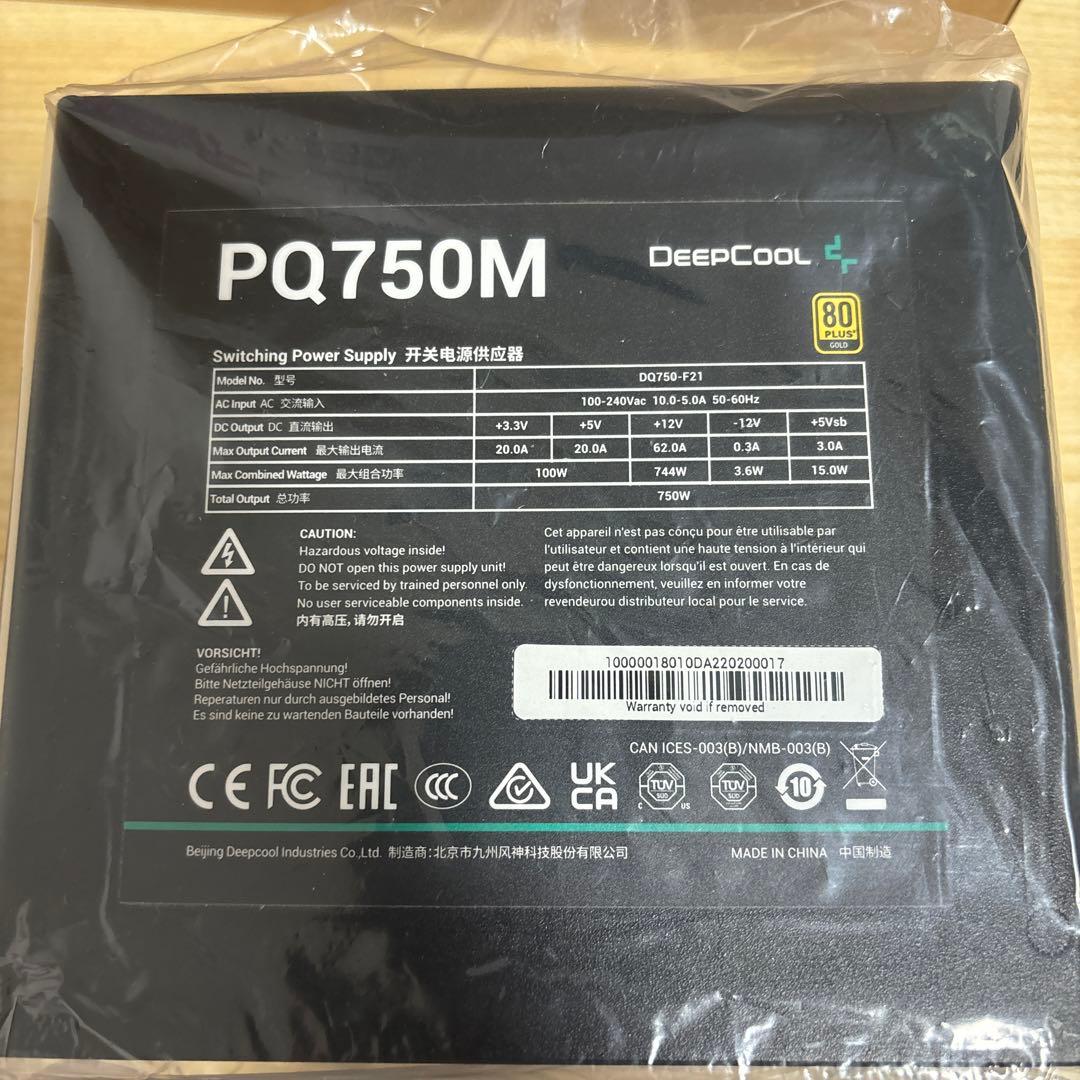 PQ750M
DEEPCOOL
80
PLUS
GOLD
Switching Power Supply 开关电源供应器
Model No. 型号 DQ750-F21
AC Input AC 交流输入 100-240Vac 10.0-5.0A 50-60Hz
DC Output DC 直流输出 +3.3V +5V +12V -12V +5Vsb
Max Output Current 最大输出电流 20.0A 20.0A 62.0A 0.3A 3.0A
Max Combined Wattage 最大组合功率 100W 744W 3.6W 15.0W
Total Output 总功率 750W
CAUTION:
Hazardous voltage inside!
DO NOT open this power supply unit!
To be serviced by trained personnel only.
No user serviceable components inside.
内有高压，请勿开启
Cet appareil n'est pas conçu pour être utilisable par
l'utilisateur et contient une haute tension à l'intérieur qui
peut être dangereux lorsqu'il est ouvert. En cas de
dysfonctionnement, veuillez en informer votre
revendeurou distributeur local pour le service.
VORSICHT!
Gefährliche Hochspannung!
Bitte Netzteilgehäuse NICHT öffnen!
Reperaturen nur durch ausgebildetes Personal!
Es sind keine zu wartenden Bauteile vorhanden!
10000018010DA220200017
Warranty void if removed
CAN ICES-003(B)/NMB-003(B)
CE FC EAC CCC UK CA C TÜV SÜD US TÜV SÜD 10
Beijing Deepcool Industries Co.,Ltd. 制造商:北京市九州风神科技股份有限公司
MADE IN CHINA 中国制造